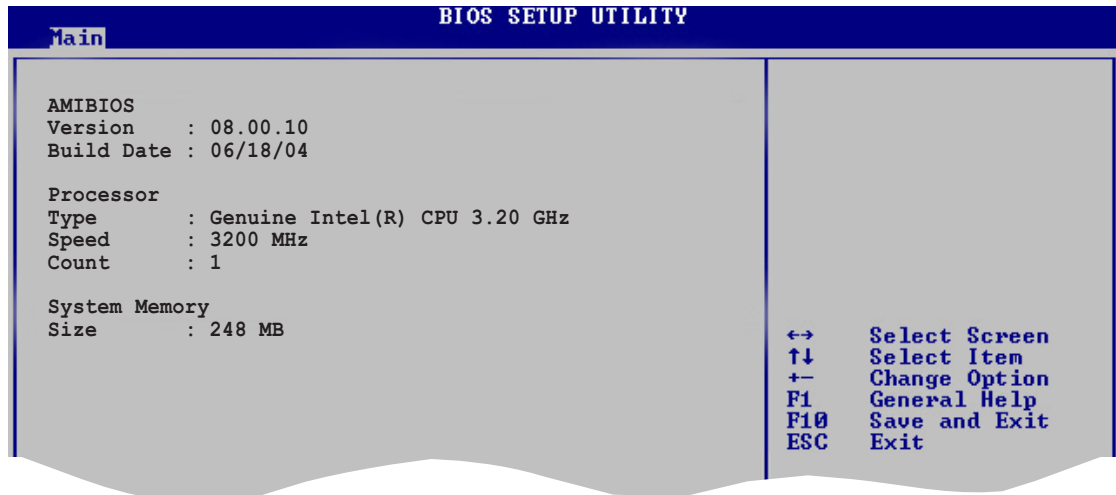 BIOS SETUP UTILITY
Main
AMIBIOS
Version : 08.00.10
Build Date : 06/18/04
Processor
Type : Genuine Intel(R) CPU 3.20 GHz
Speed : 3200 MHz
Count : 1
System Memory
Size : 248 MB
←→ Select Screen
↑↓ Select Item
+- Change Option
F1 General Help
F10 Save and Exit
ESC Exit